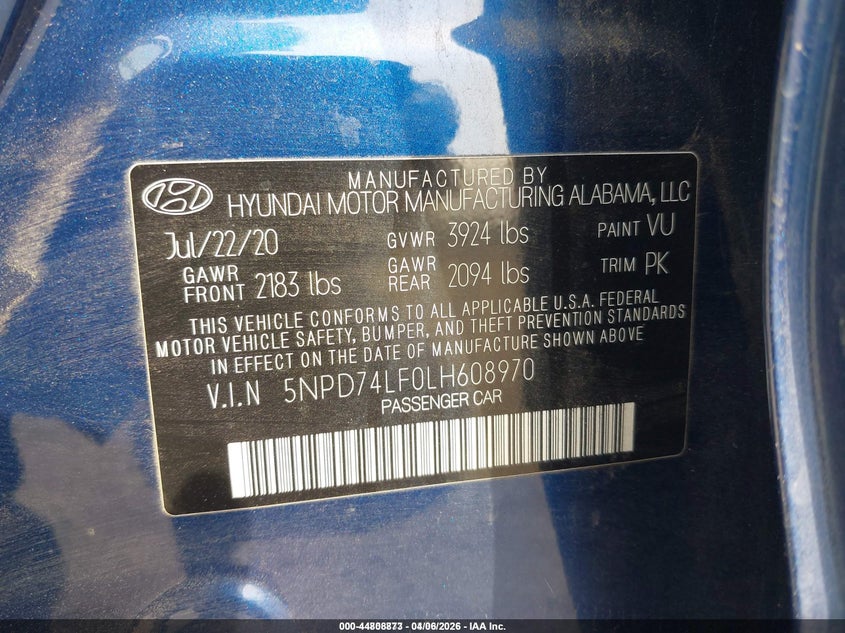 MANUFACTURED BY
HYUNDAI MOTOR MANUFACTURING ALABAMA, LLC
Jul/22/20 GVWR 3924 lbs PAINT VU
GAWR FRONT 2183 lbs GAWR REAR 2094 lbs TRIM PK
THIS VEHICLE CONFORMS TO ALL APPLICABLE U.S.A. FEDERAL
MOTOR VEHICLE SAFETY, BUMPER, AND THEFT PREVENTION STANDARDS
IN EFFECT ON THE DATE OF MANUFACTURE SHOWN ABOVE
V.I.N 5NPD74LF0LH608970
PASSENGER CAR
000-44806873 - 04/06/2026 - IAA Inc.